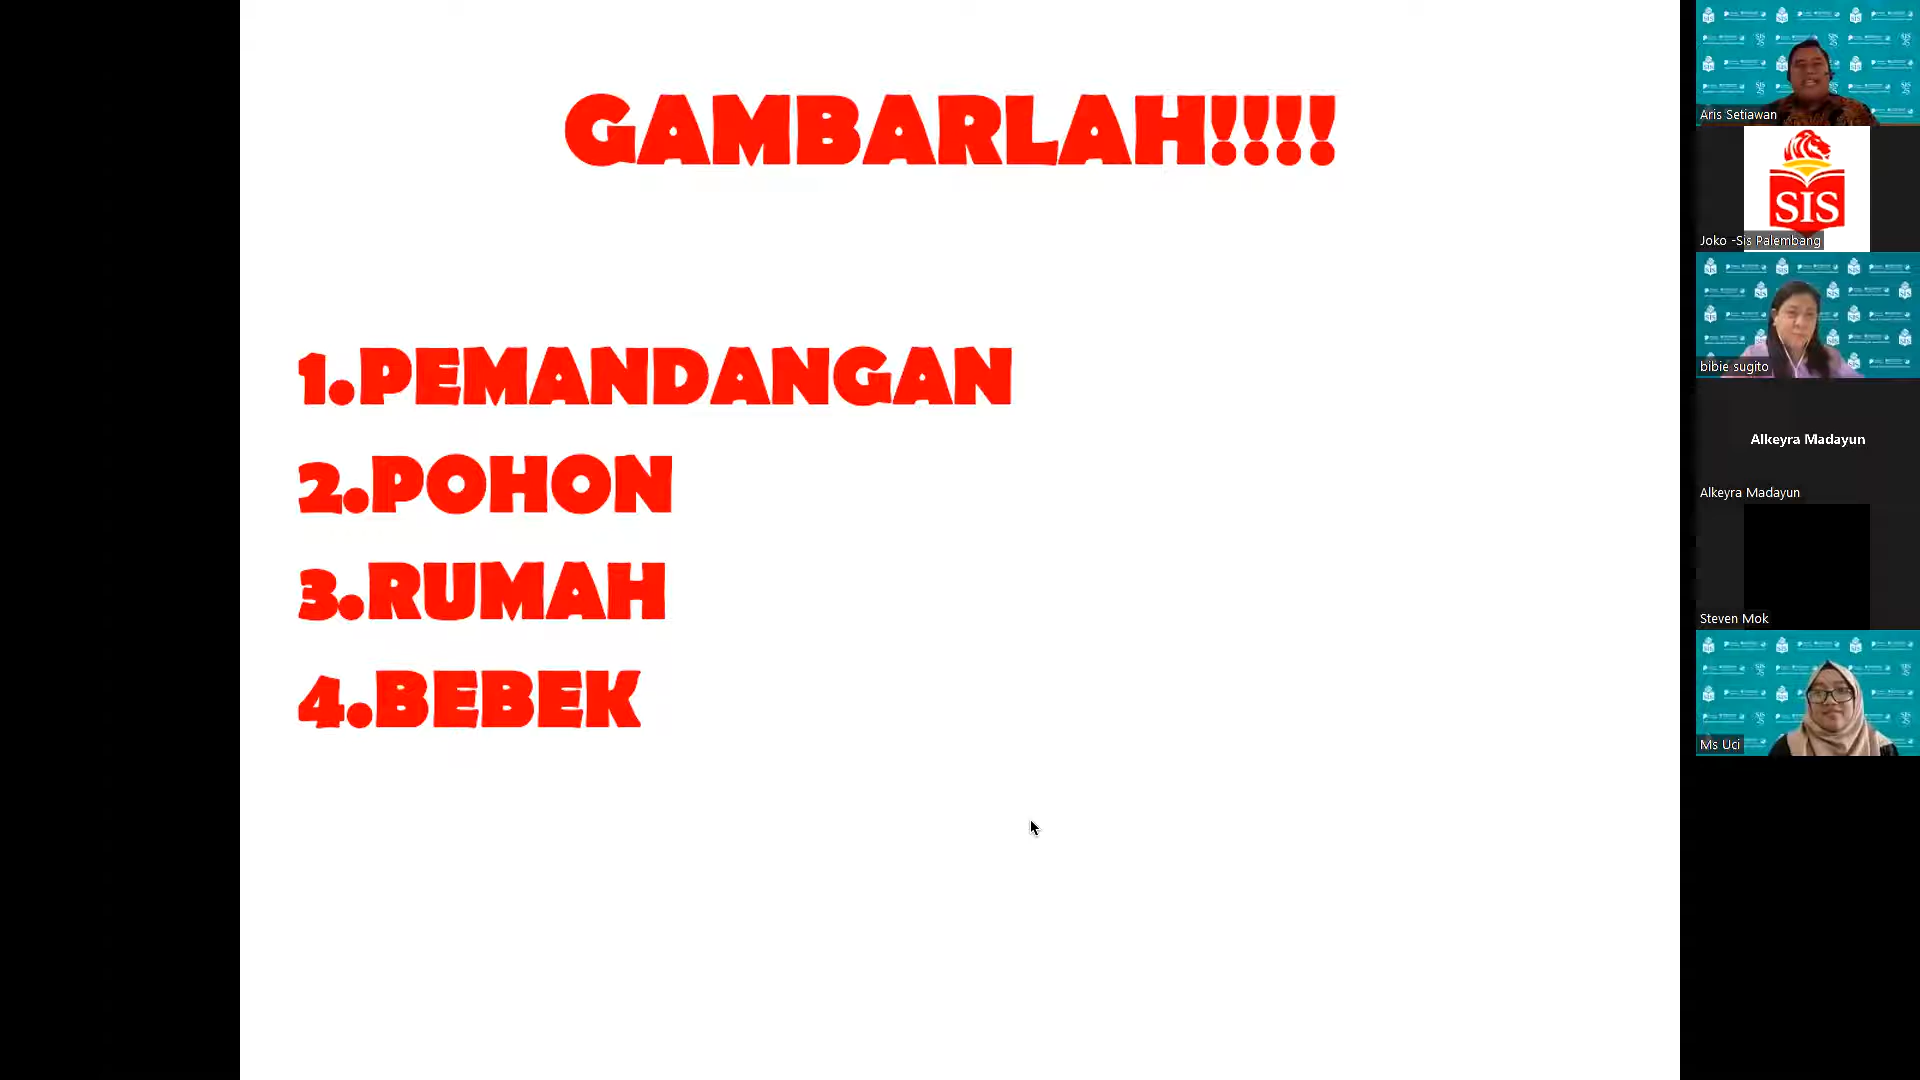 GAMBARLAH!!!!
1.PEMANDANGAN
2.POHON
3.RUMAH
4.BEBEK
Aris Setiawan
SIS
Joko -Sis Palembang
bibie sugito
Alkeyra Madayun
Alkeyra Madayun
Steven Mok
Ms Uci